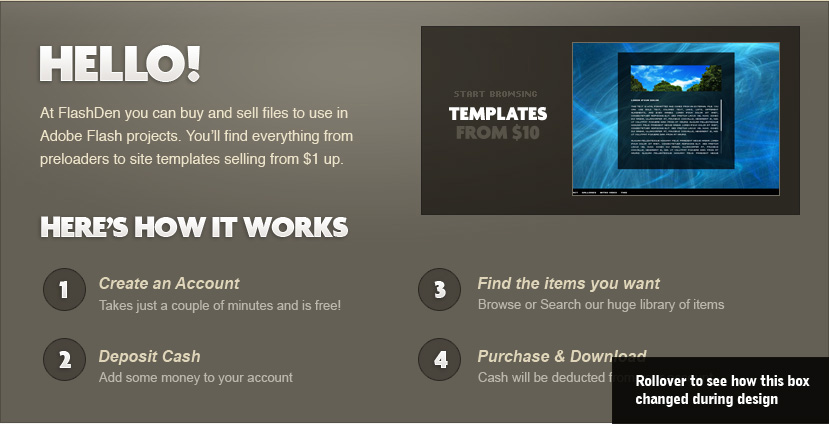 HELLO!
At FlashDen you can buy and sell files to use in
Adobe Flash projects. You'll find everything from
preloaders to site templates selling from $1 up.
START BROWSING
TEMPLATES
FROM $10
HERE'S HOW IT WORKS
1
Create an Account
Takes just a couple of minutes and is free!
2
Deposit Cash
Add some money to your account
3
Find the items you want
Browse or Search our huge library of items
4
Purchase & Download
Cash will be deducted from
Rollover to see how this box
changed during design